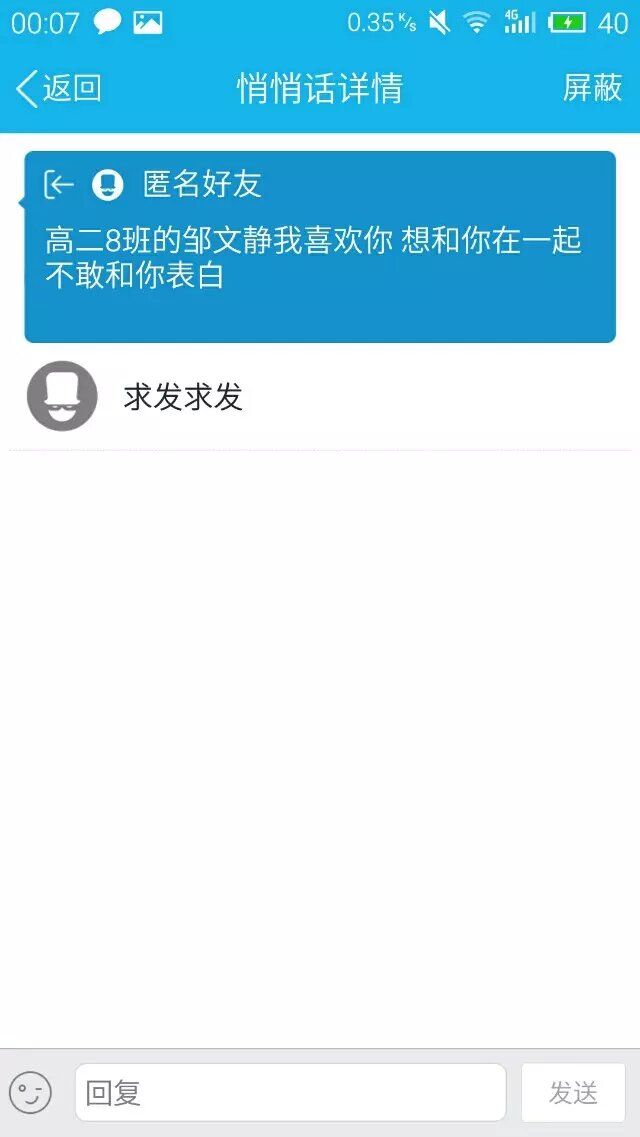 00:07 0.35K/s 4G 40
返回 悄悄话详情 屏蔽
匿名好友
高二8班的邹文静我喜欢你 想和你在一起
不敢和你表白
求发求发
回复 发送